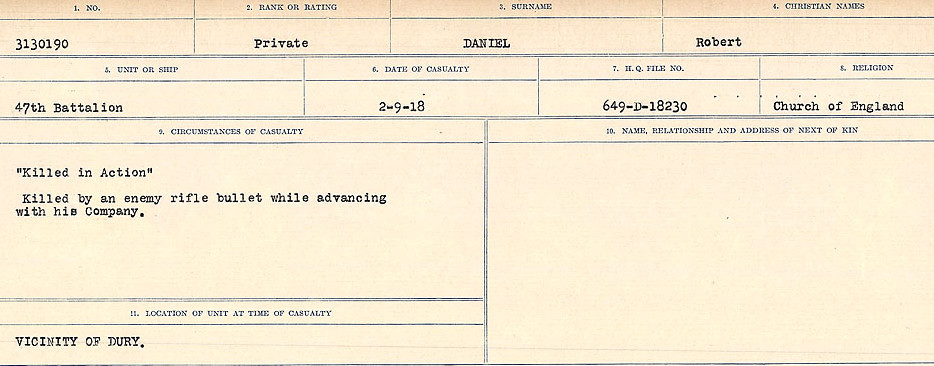 1. NO.
2. RANK OR RATING
3. SURNAME
4. CHRISTIAN NAMES
3130190
Private
DANIEL
Robert
5. UNIT OR SHIP
6. DATE OF CASUALTY
7. H. Q. FILE NO.
8. RELIGION
47th Battalion
2-9-18
649-D-18230
Church of England
9. CIRCUMSTANCES OF CASUALTY
10. NAME, RELATIONSHIP AND ADDRESS OF NEXT OF KIN
"Killed in Action"
Killed by an enemy rifle bullet while advancing
with his Company.
11. LOCATION OF UNIT AT TIME OF CASUALTY
VICINITY OF DURY.